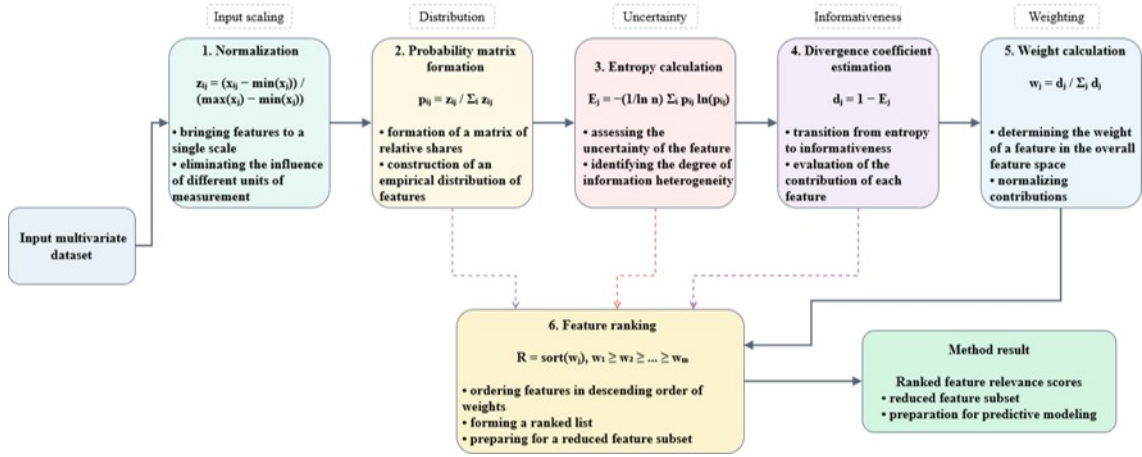 Input scaling
Distribution
Uncertainty
Informativeness
Weighting
1. Normalization
zᵢⱼ = (xᵢⱼ − min(xⱼ)) /
(max(xⱼ) − min(xⱼ))
• bringing features to a
single scale
• eliminating the influence
of different units of
measurement
2. Probability matrix
formation
pᵢⱼ = zᵢⱼ / Σᵢ zᵢⱼ
• formation of a matrix of
relative shares
• construction of an
empirical distribution of
features
3. Entropy calculation
Eⱼ = −(1/ln n) Σᵢ pᵢⱼ ln(pᵢⱼ)
• assessing the
uncertainty of the feature
• identifying the degree of
information heterogeneity
4. Divergence coefficient
estimation
dⱼ = 1 − Eⱼ
• transition from entropy
to informativeness
• evaluation of the
contribution of each
feature
5. Weight calculation
wⱼ = dⱼ / Σⱼ dⱼ
• determining the weight
of a feature in the overall
feature space
• normalizing
contributions
Input multivariate
dataset
6. Feature ranking
R = sort(wⱼ), w₁ ≥ w₂ ≥ ... ≥ wₘ
• ordering features in descending order of
weights
• forming a ranked list
• preparing for a reduced feature subset
Method result
Ranked feature relevance scores
• reduced feature subset
• preparation for predictive modeling